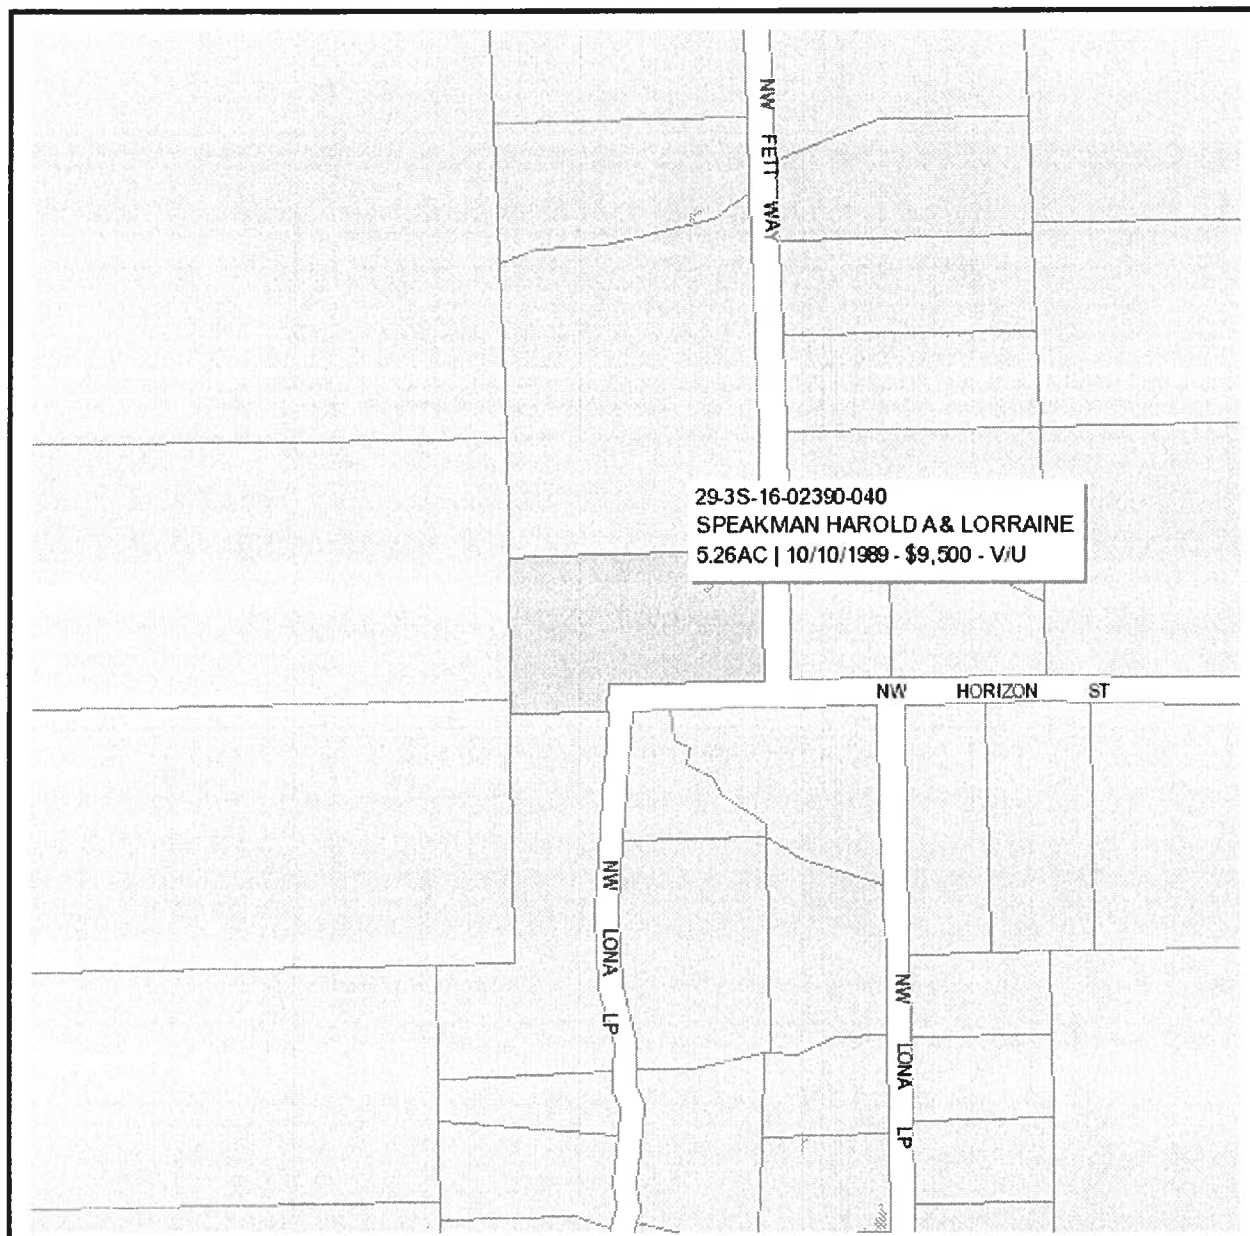 NW FETT WAY
29-3S-16-02390-040
SPEAKMAN HAROLD A & LORRAINE
5.26AC | 10/10/1989 - $9,500 - V/U
NW HORIZON ST
NW LONA LP
NW LONA LP